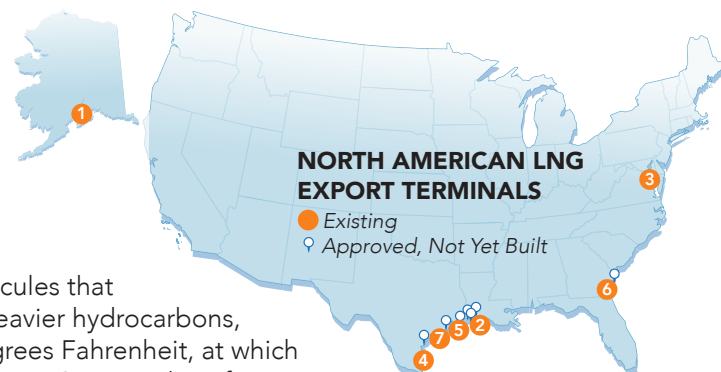 1
NORTH AMERICAN LNG
EXPORT TERMINALS
Existing
Approved, Not Yet Built
3
6
2
5
7
4
cules that
eavier hydrocarbons,
grees Fahrenheit, at which